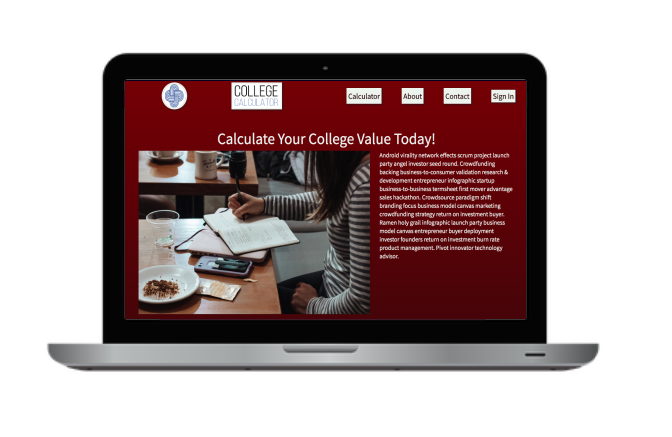 COLLEGE
CALCULATOR
Calculator
About
Contact
Sign In
Calculate Your College Value Today!
Android virality network effects scrum project launch
party angel investor seed round. Crowdfunding
backing business-to-consumer validation research &
development entrepreneur infographic startup
business-to-business termsheet first mover advantage
sales hackathon. Crowdsource paradigm shift
branding focus business model canvas marketing
crowdfunding strategy return on investment buyer.
Ramen holy grail infographic launch party business
model canvas entrepreneur buyer deployment
investor founders return on investment burn rate
product management. Pivot innovator technology
advisor.